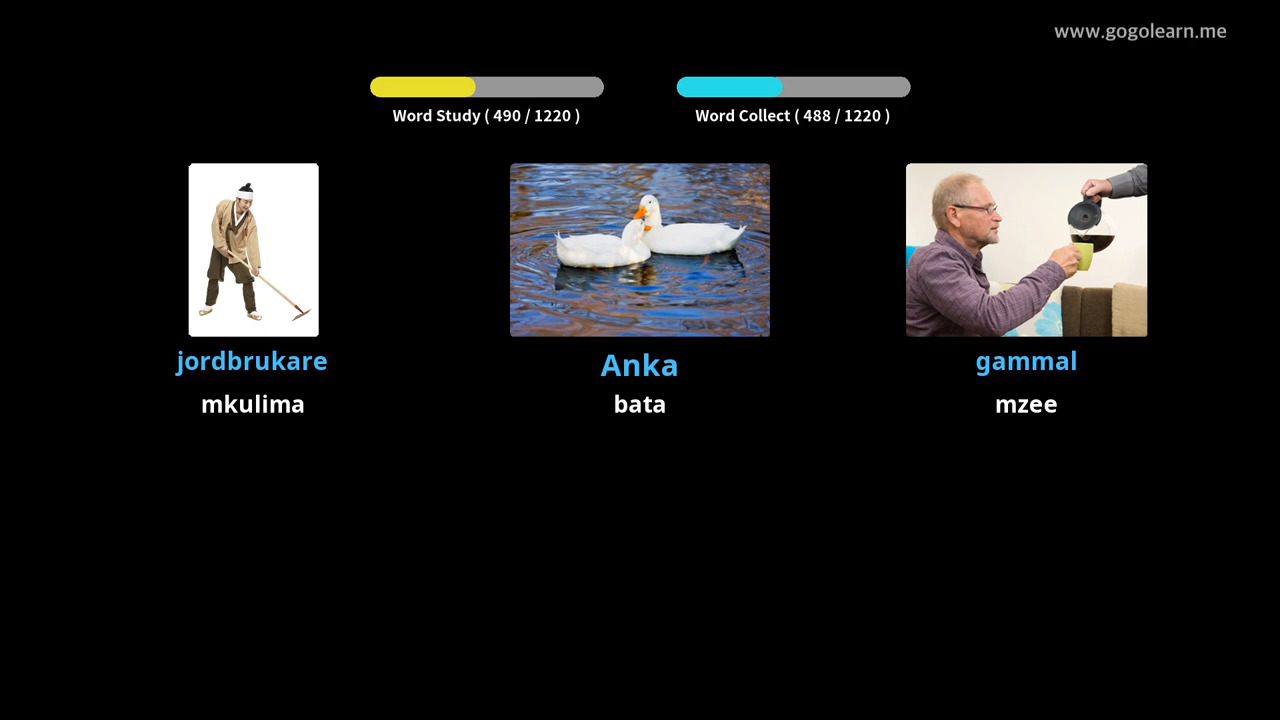 www.gogolearn.me
Word Study ( 490 / 1220 )
Word Collect ( 488 / 1220 )
jordbrukare
mkulima
Anka
bata
gammal
mzee